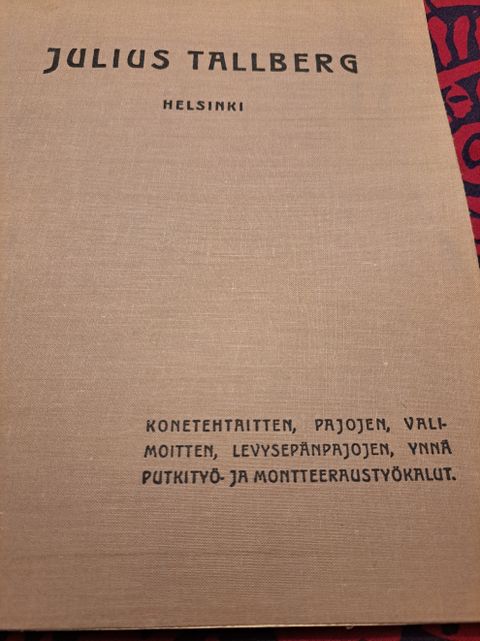 JULIUS TALLBERG
HELSINKI
KONETEHTAITTEN, PAJOJEN, VALI-
MOITTEN, LEVYSEPÄNPAJOJEN, YNNÄ
PUTKITYÖ- JA MONTTEERAUSTYÖKALUT.